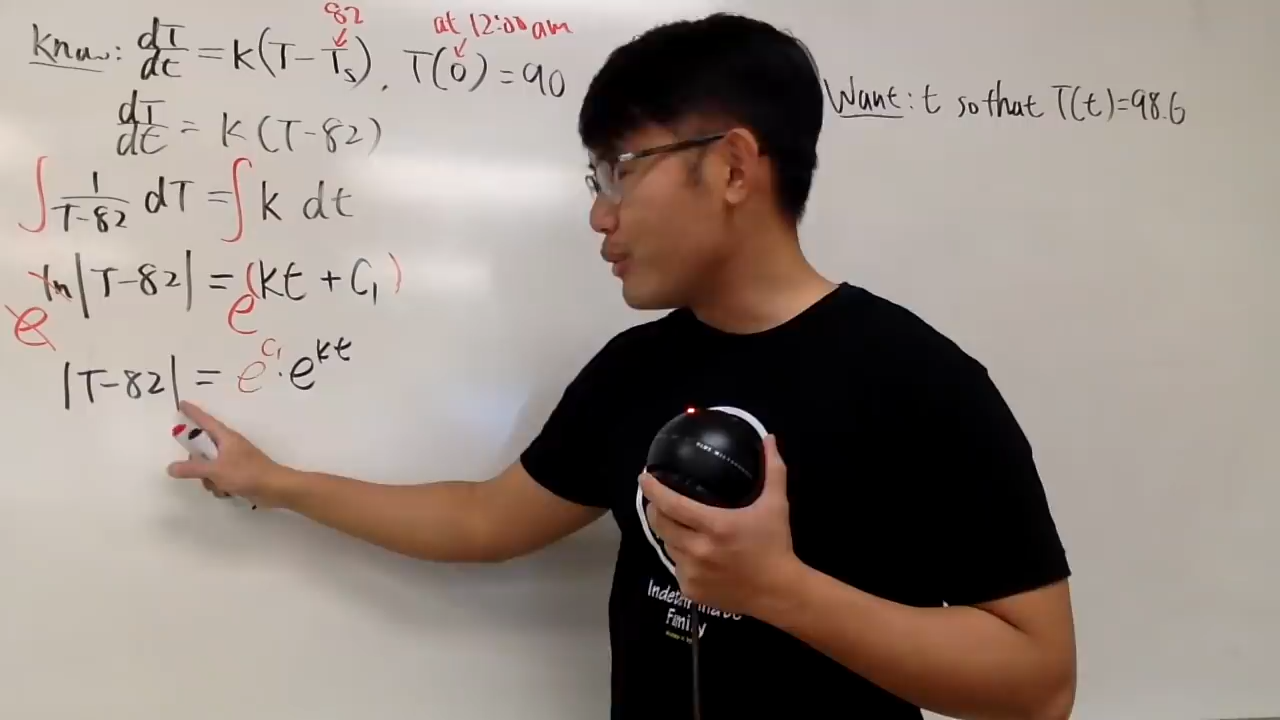 Know: dT/dt = k(T-Ts), T(0) = 90
82
at 12:00 am
dT/dt = k(T-82)
∫ 1/(T-82) dT = ∫ k dt
e ln|T-82| = e (kt + C₁)
|T-82| = e^C₁ · e^kt
Want: t so that T(t)=98.6
Indeterminate
Family